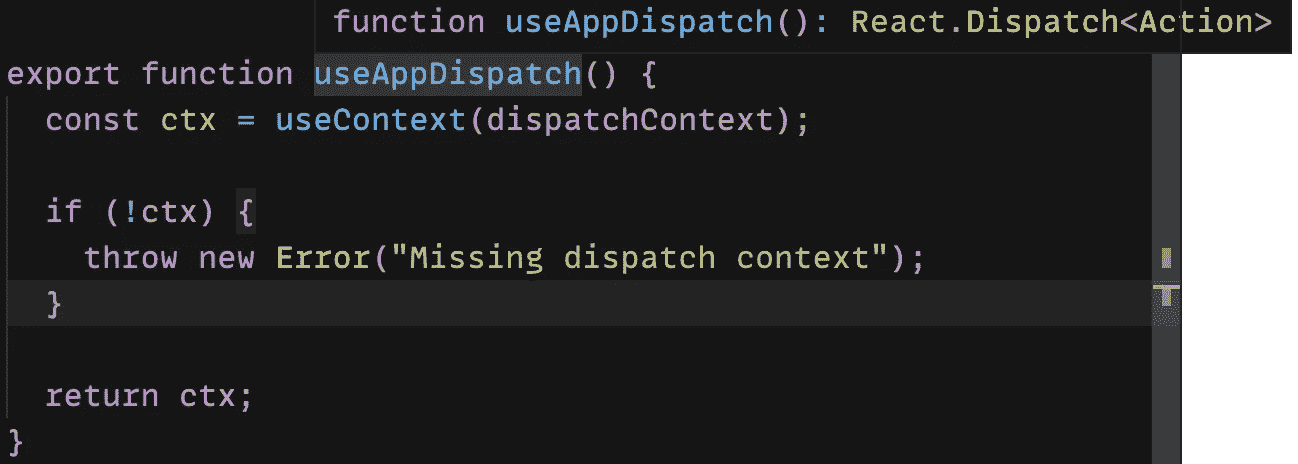 function useAppDispatch(): React.Dispatch<Action>
export function useAppDispatch() {
const ctx = useContext(dispatchContext);
if (!ctx) {
throw new Error("Missing dispatch context");
}
return ctx;
}